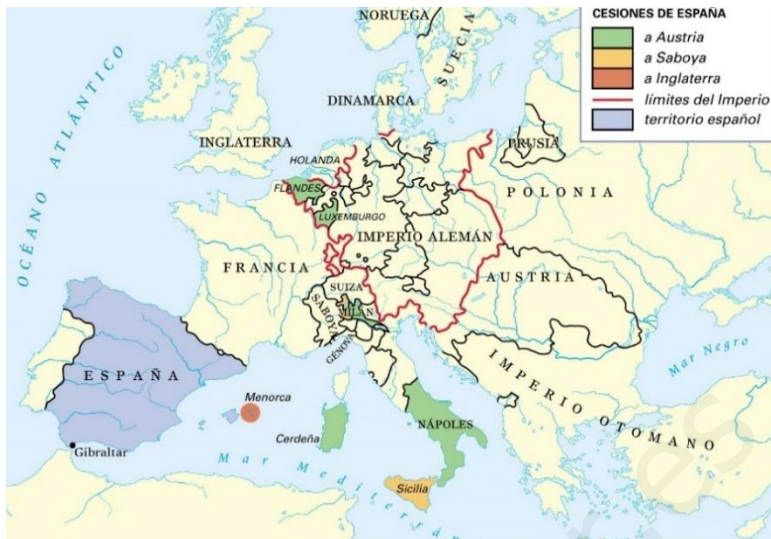 CESIONES DE ESPAÑA
a Austria
a Saboya
a Inglaterra
límites del Imperio
territorio español
NORUEGA
SUECIA
DINAMARCA
OCÉANO ATLÁNTICO
INGLATERRA
HOLANDA
PRUSIA
FLANDES
POLONIA
LUXEMBURGO
IMPERIO ALEMÁN
FRANCIA
AUSTRIA
SUIZA
SABOYA
MILÁN
GÉNOVA
Mar Negro
ESPAÑA
IMPERIO OTOMANO
Menorca
NÁPOLES
Cerdeña
Gibraltar
Mar Mediterrán
Sicilia